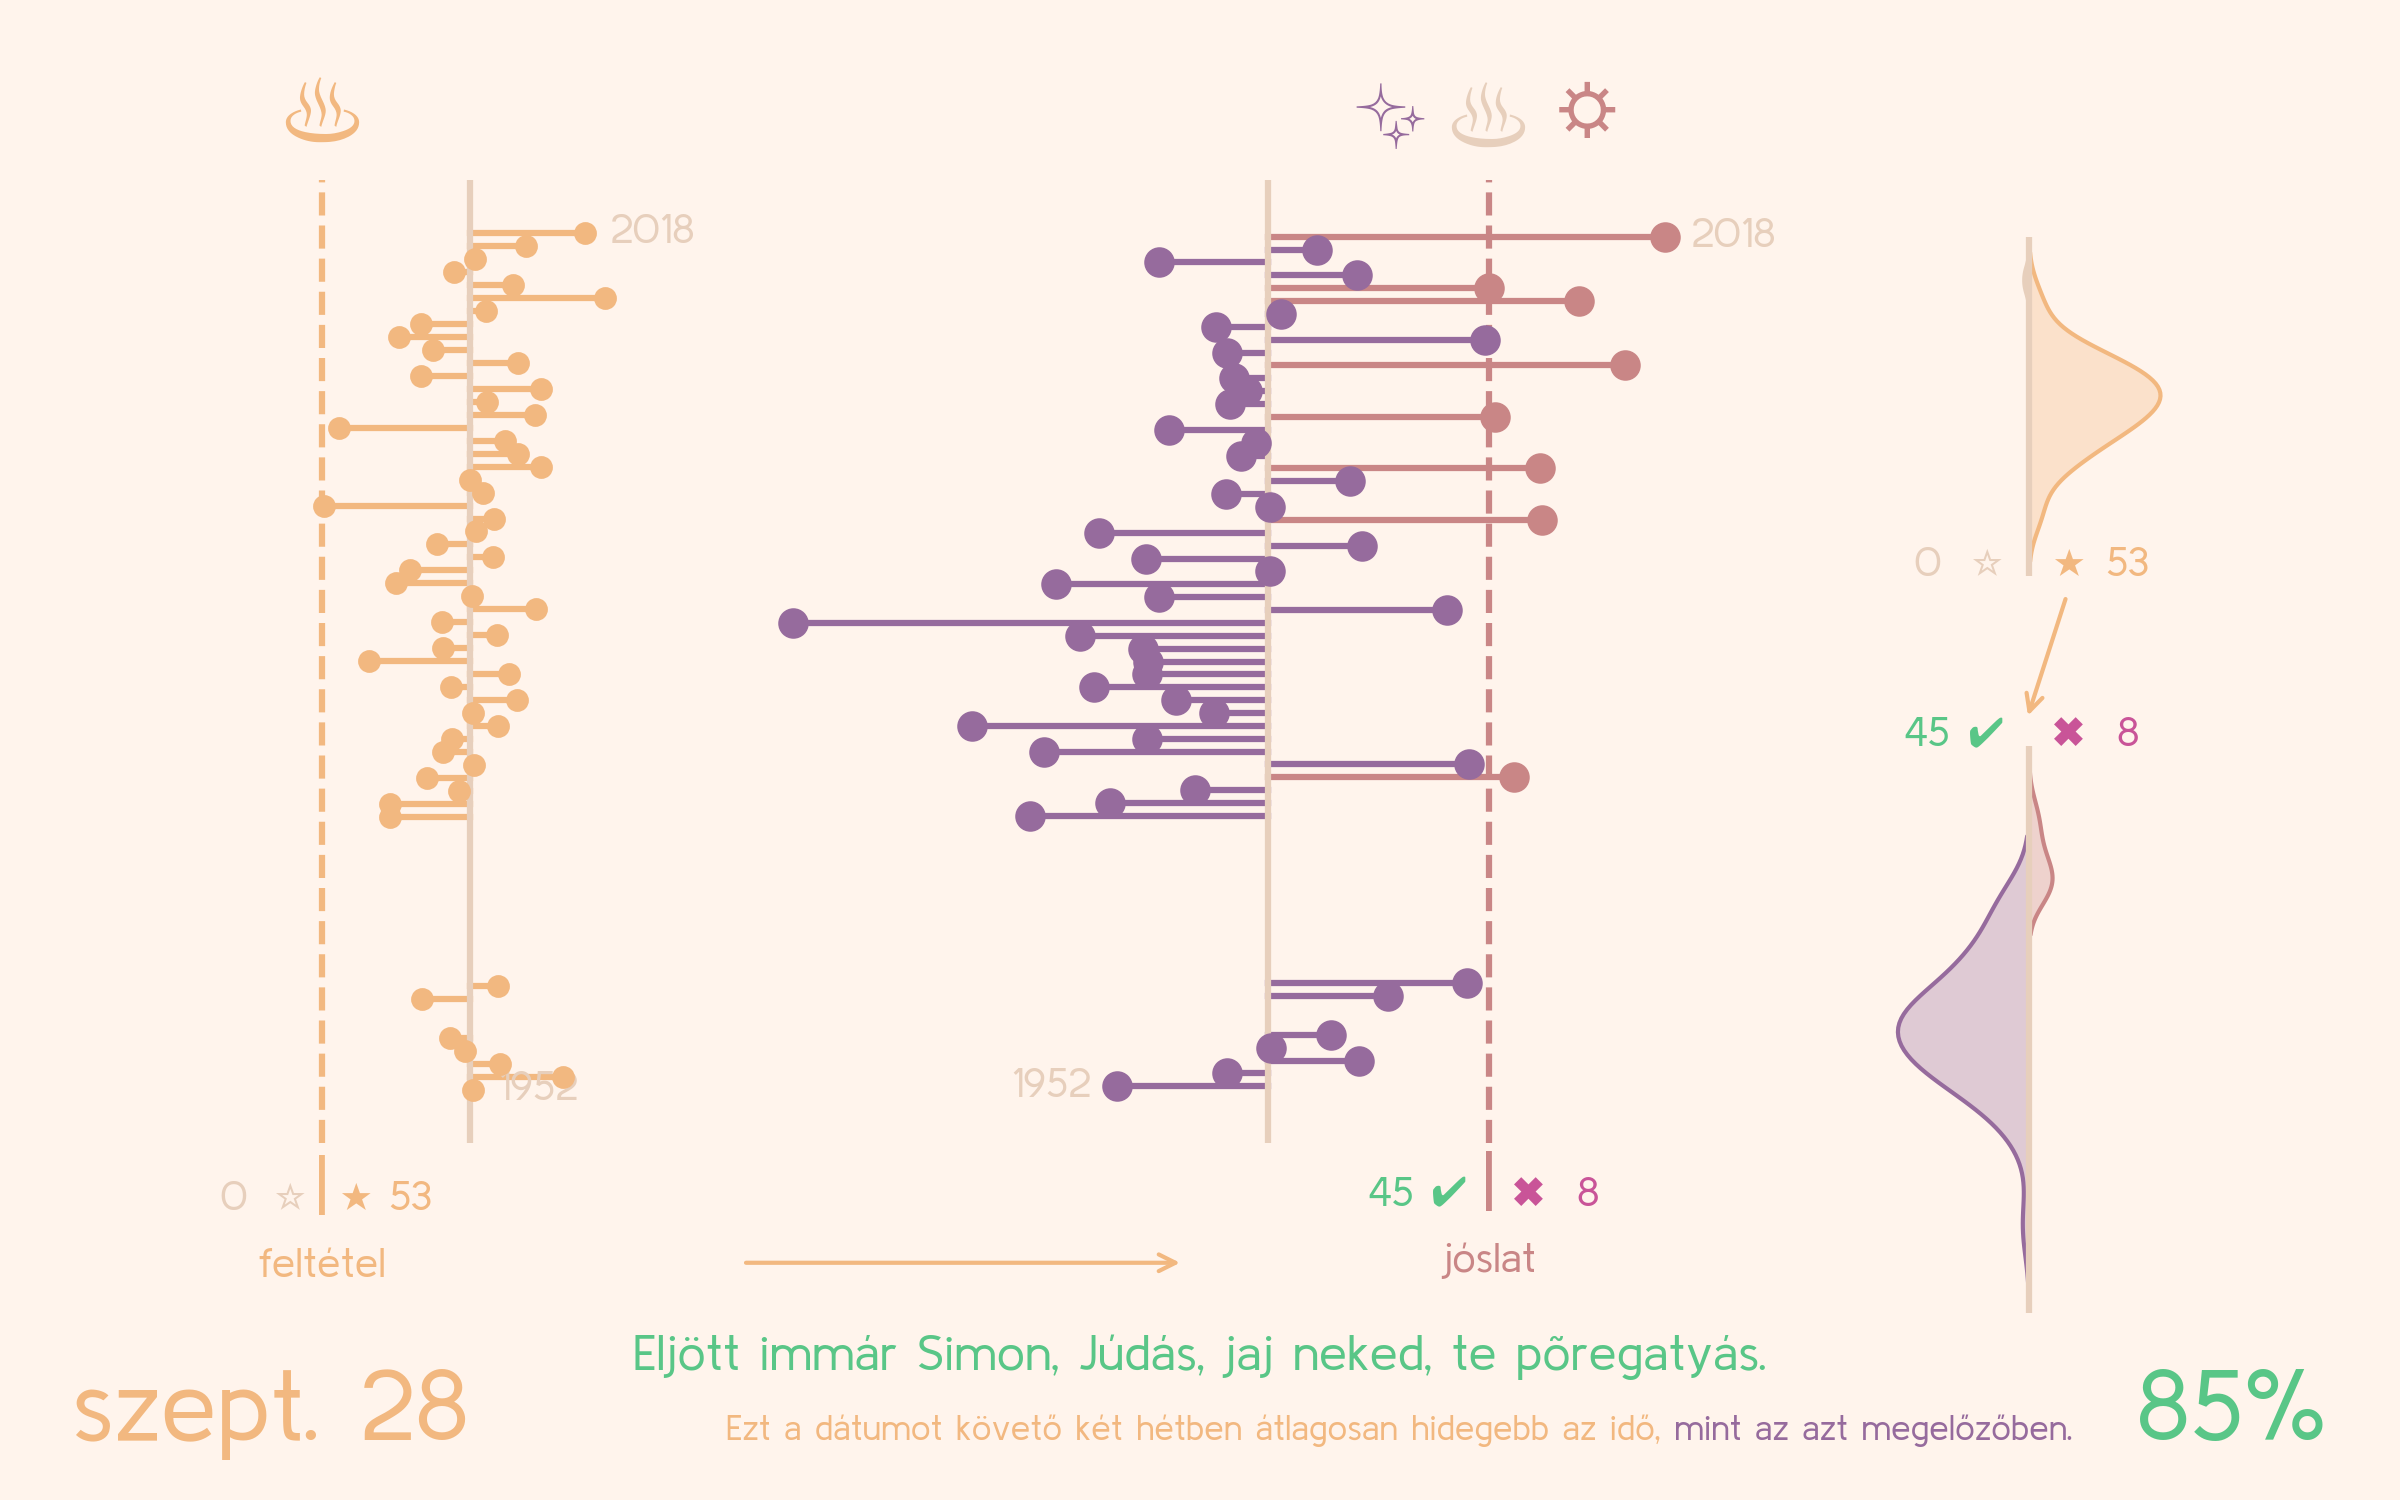 2018
2018
0 ☆ ★ 53
45 ✔ ✖ 8
1952
1952
0 ☆ ★ 53
45 ✔ ✖ 8
feltétel
jóslat
Eljött immár Simon, Júdás, jaj neked, te põregatyás.
szept. 28
85%
Ezt a dátumot követő két hétben átlagosan hidegebb az idő, mint az azt megelőzőben.